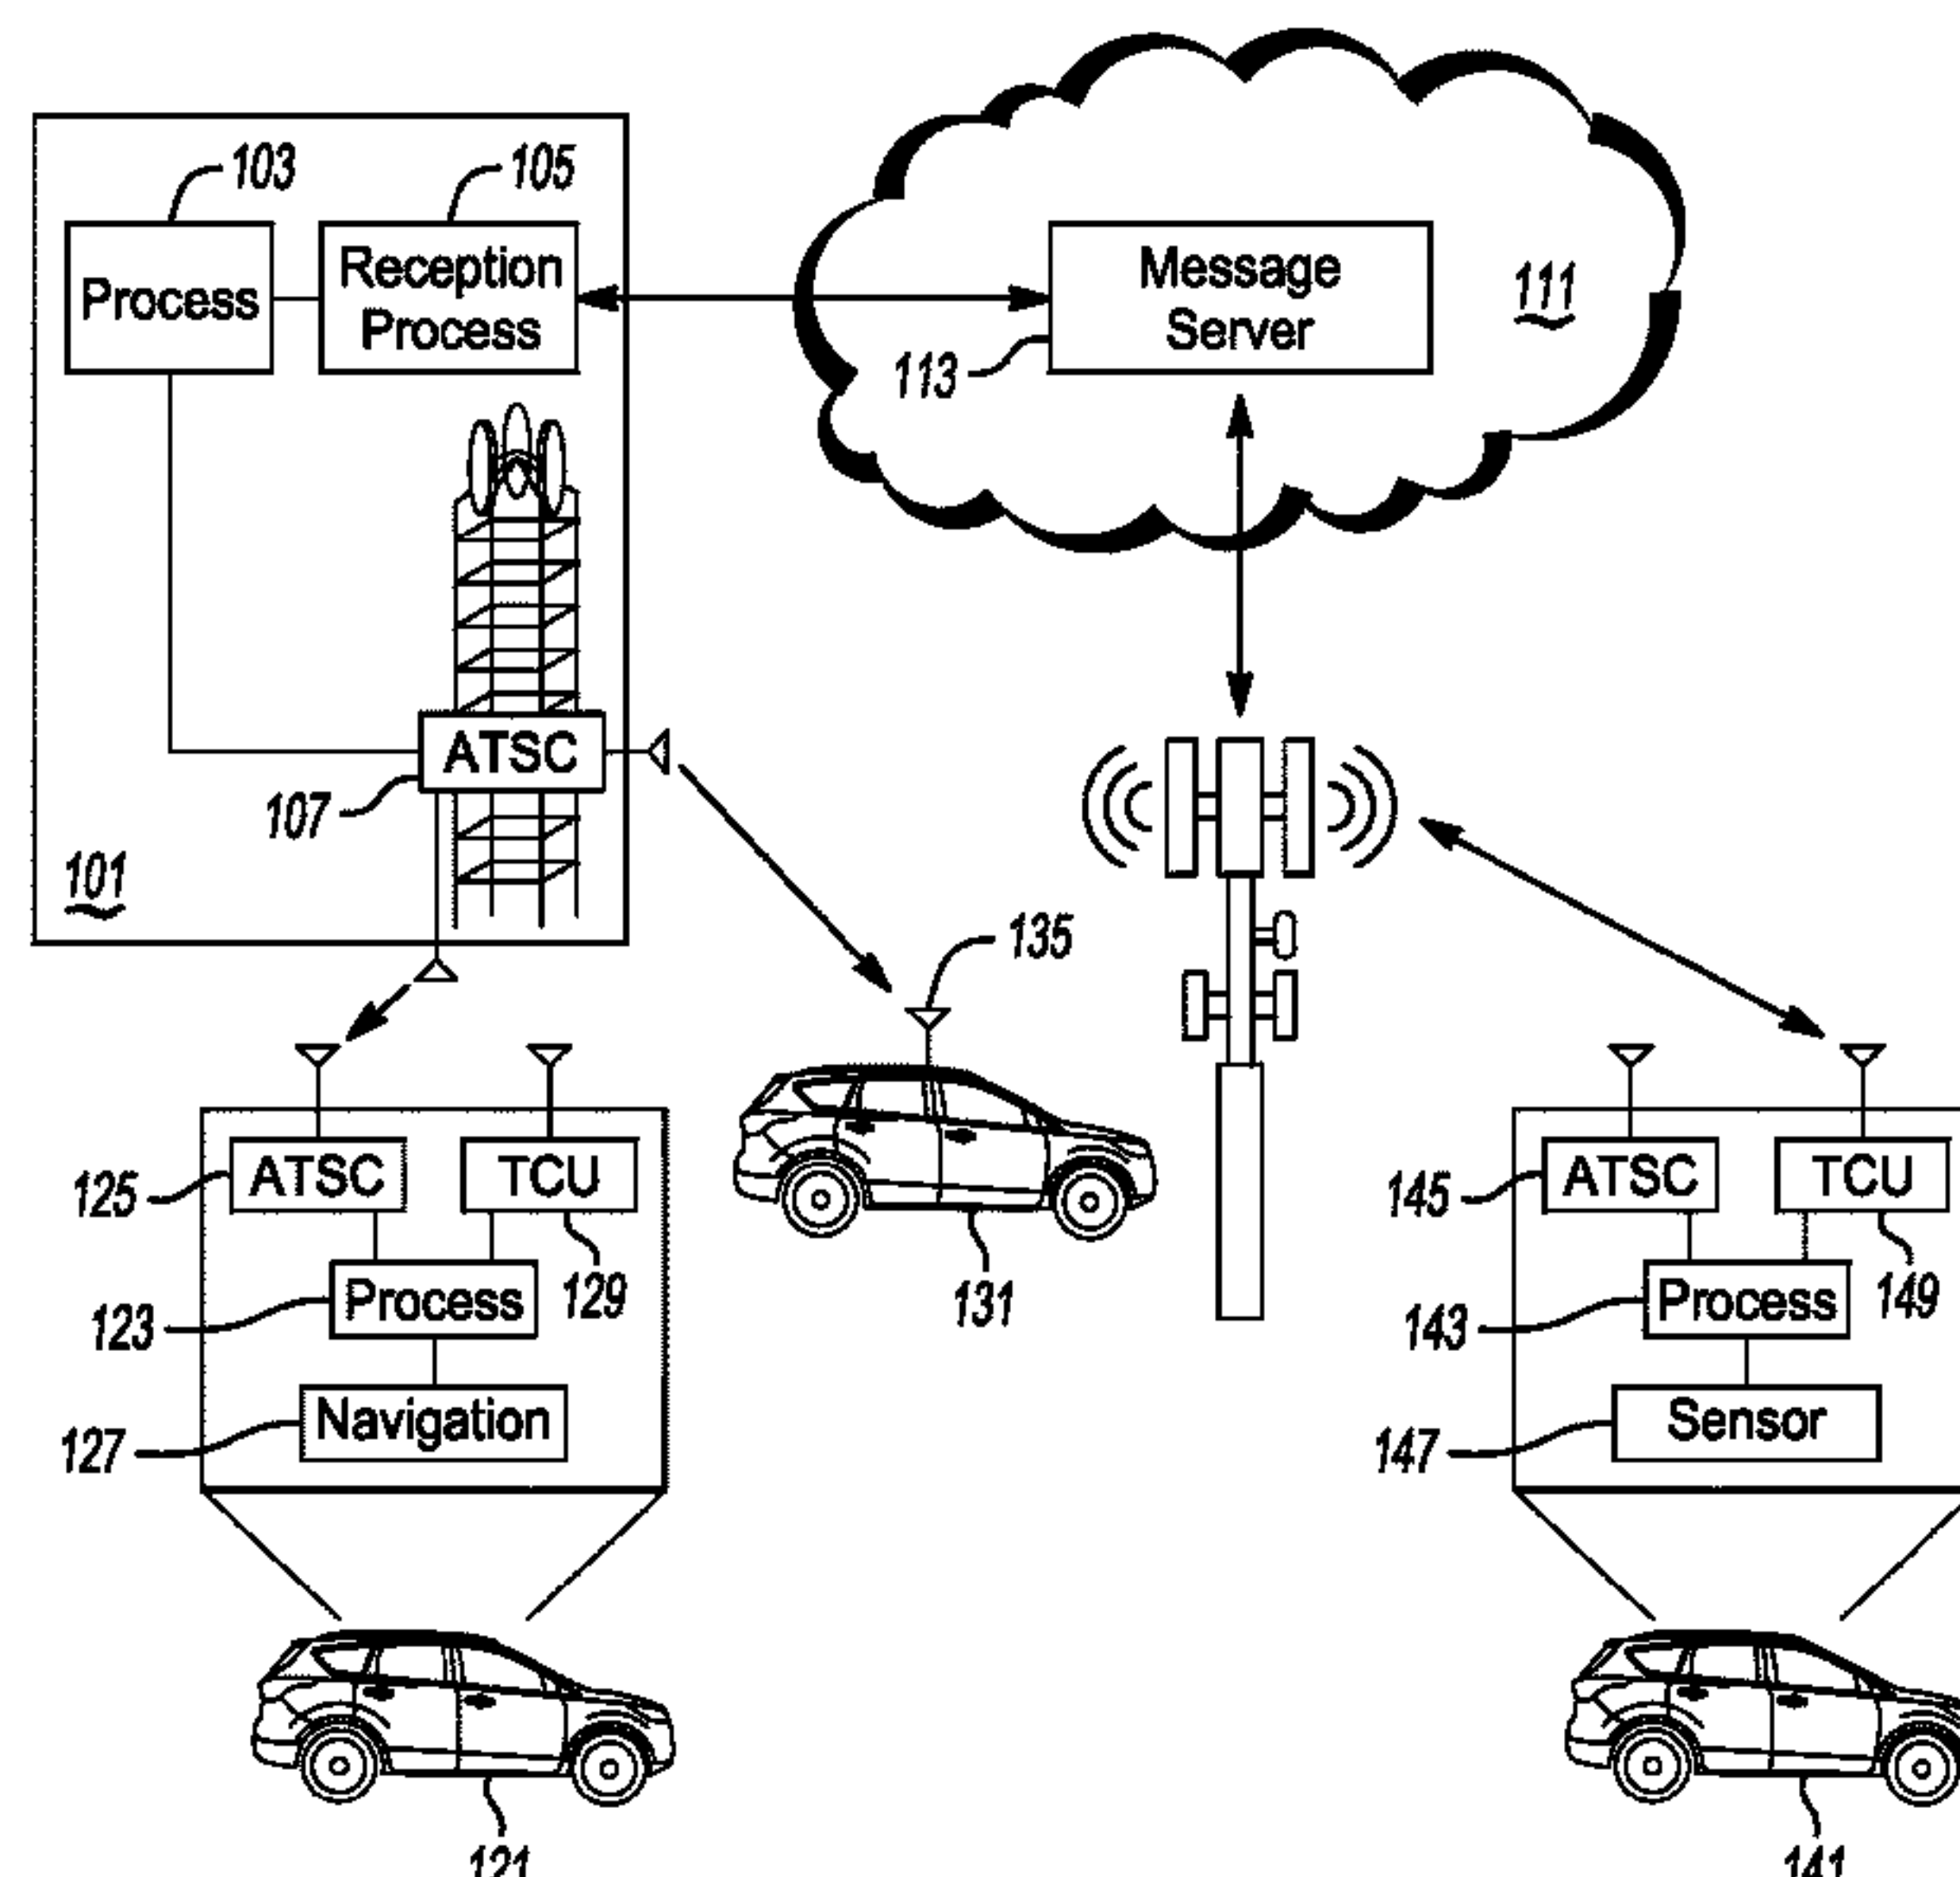 103
105
Process
Reception
Process
Message
Server
111
113
ATSC
107
101
135
125
ATSC
TCU
129
123
Process
127
Navigation
131
145
ATSC
TCU
149
143
Process
147
Sensor
121
141